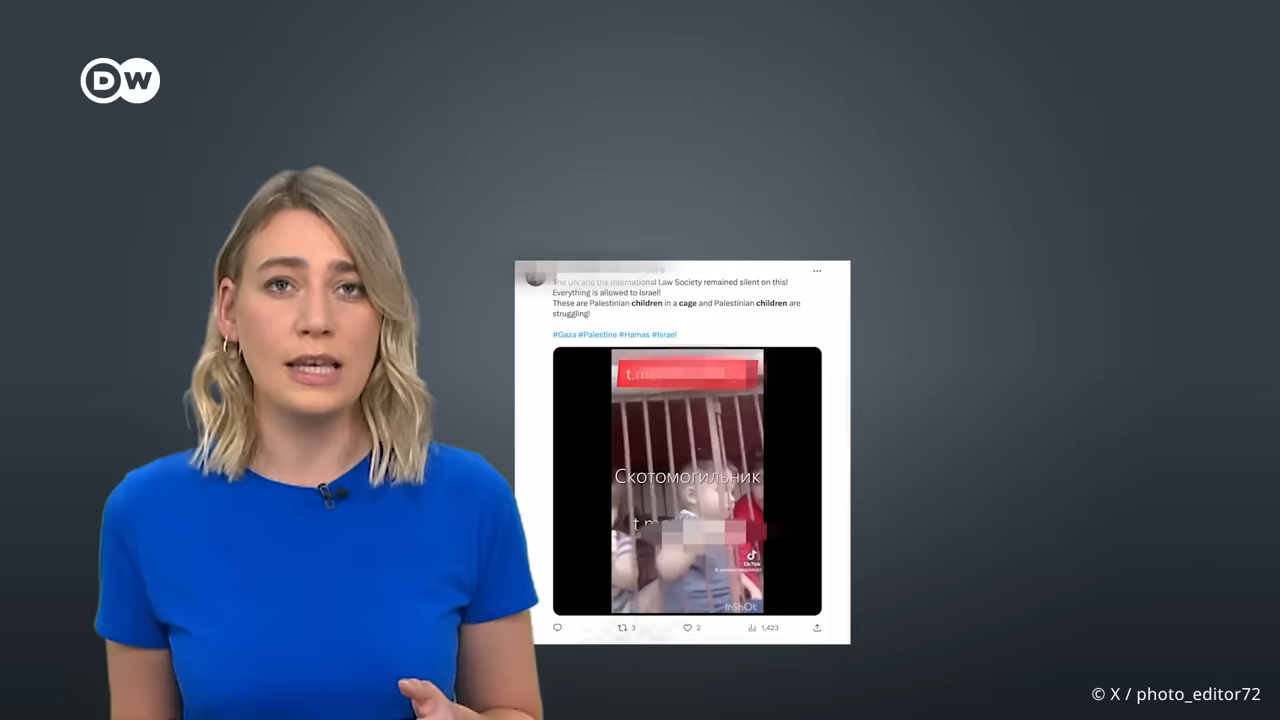 DW
The UN and the International Law Society remained silent on this!
Everything is allowed to Israel!
These are Palestinian children in a cage and Palestinian children are
struggling!
#Gaza #Palestine #Hamas #Israel
t.me
Скотомогильник
t.m
TikTok
InShOt
3
2
1,423
© X / photo_editor72